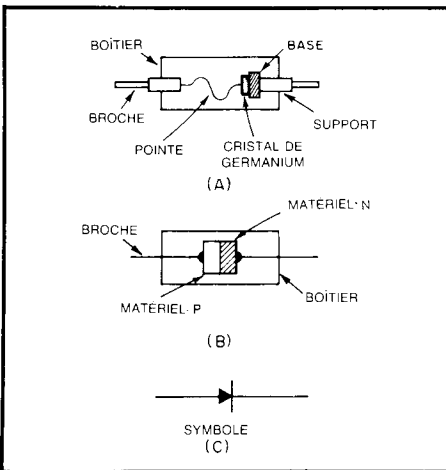 BOÎTIER
BASE
BROCHE
SUPPORT
POINTE
CRISTAL DE
GERMANIUM
(A)
MATÉRIEL-N
BROCHE
BOÎTIER
MATÉRIEL-P
(B)
SYMBOLE
(C)